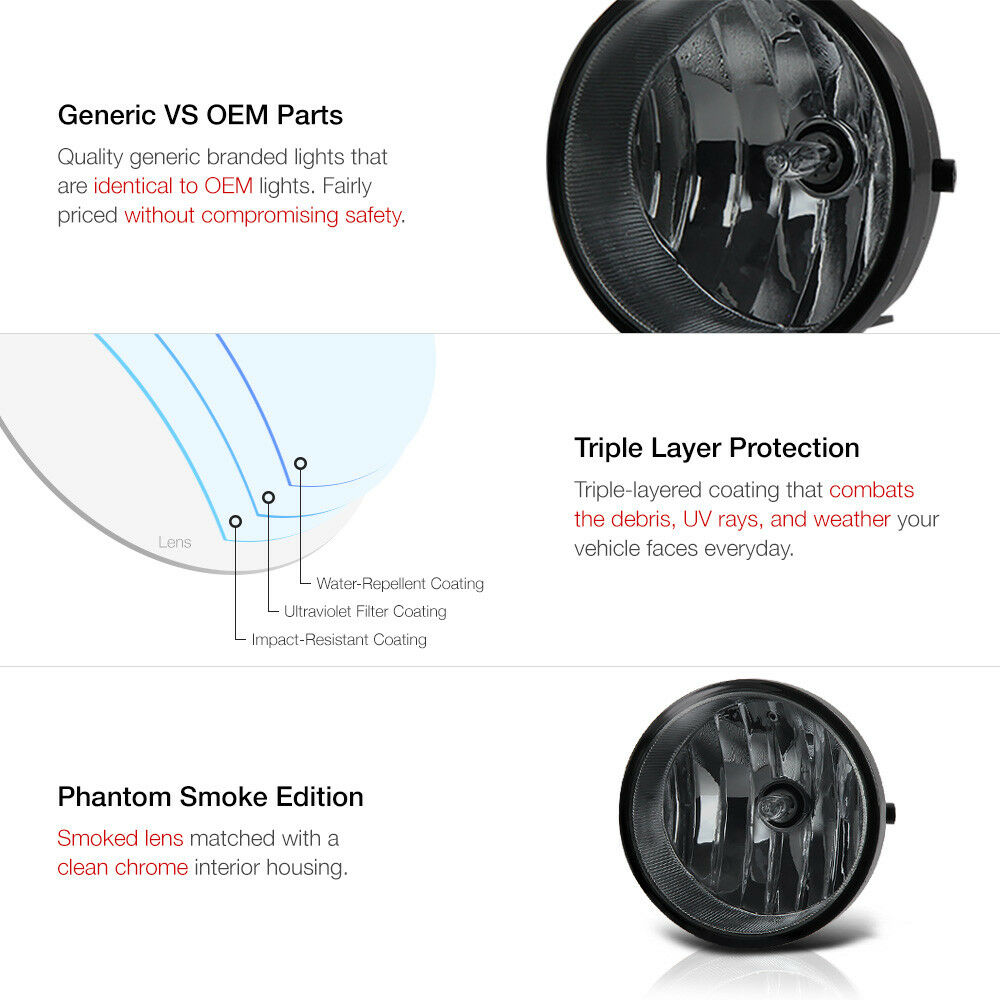 Generic VS OEM Parts
Quality generic branded lights that
are identical to OEM lights. Fairly
priced without compromising safety.
Lens
Water-Repellent Coating
Ultraviolet Filter Coating
Impact-Resistant Coating
Triple Layer Protection
Triple-layered coating that combats
the debris, UV rays, and weather your
vehicle faces everyday.
Phantom Smoke Edition
Smoked lens matched with a
clean chrome interior housing.